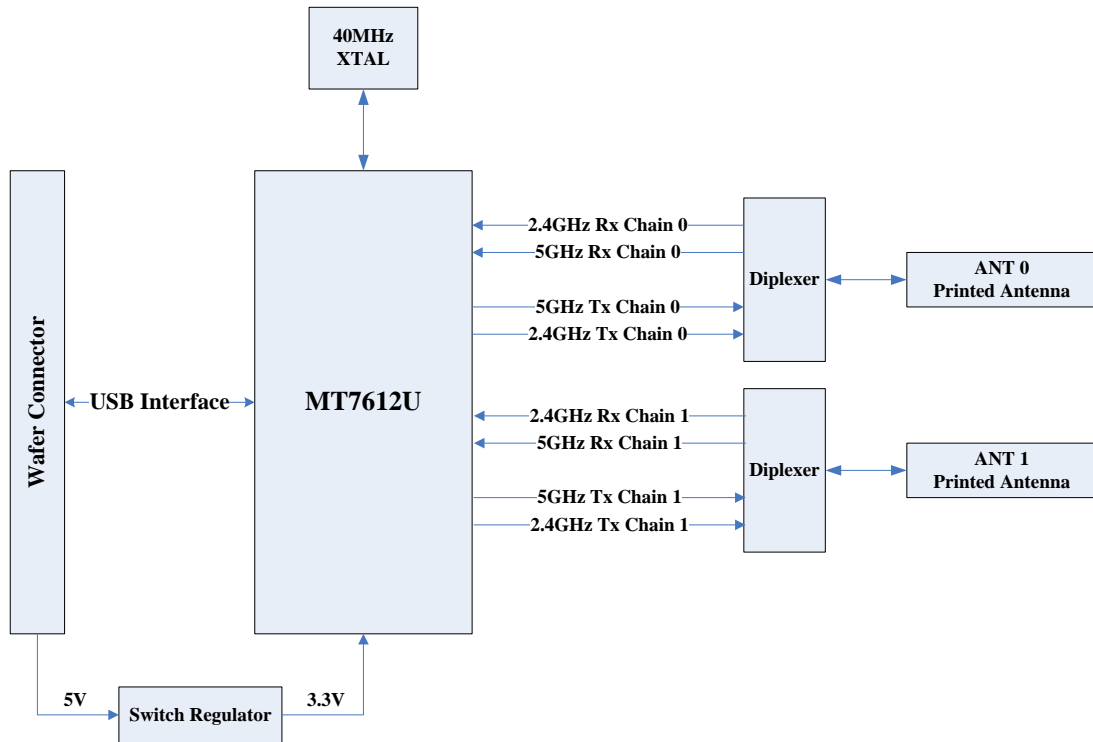 40MHz
XTAL
Wafer Connector
USB Interface
MT7612U
2.4GHz Rx Chain 0
5GHz Rx Chain 0
5GHz Tx Chain 0
2.4GHz Tx Chain 0
Diplexer
ANT 0
Printed Antenna
2.4GHz Rx Chain 1
5GHz Rx Chain 1
5GHz Tx Chain 1
2.4GHz Tx Chain 1
Diplexer
ANT 1
Printed Antenna
5V
Switch Regulator
3.3V